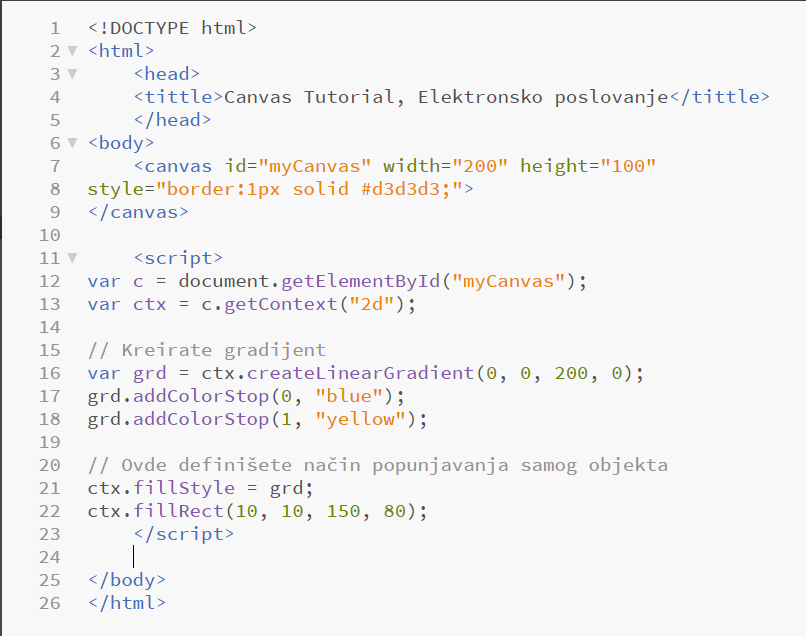 1 <!DOCTYPE html>
2 <html>
3 <head>
4 <tittle>Canvas Tutorial, Elektronsko poslovanje</tittle>
5 </head>
6 <body>
7 <canvas id="myCanvas" width="200" height="100"
8 style="border:1px solid #d3d3d3;">
9 </canvas>
10
11 <script>
12 var c = document.getElementById("myCanvas");
13 var ctx = c.getContext("2d");
14
15 // Kreirate gradijent
16 var grd = ctx.createLinearGradient(0, 0, 200, 0);
17 grd.addColorStop(0, "blue");
18 grd.addColorStop(1, "yellow");
19
20 // Ovde definišete način popunjavanja samog objekta
21 ctx.fillStyle = grd;
22 ctx.fillRect(10, 10, 150, 80);
23 </script>
24
25 </body>
26 </html>